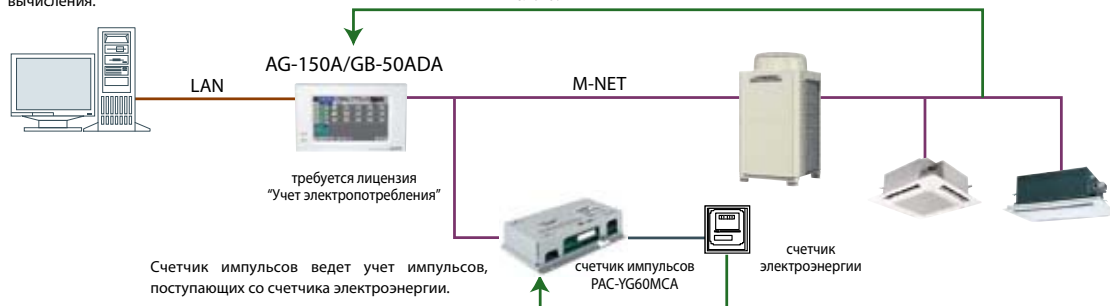 вычисления.
AG-150A/GB-50ADA
LAN
M-NET
требуется лицензия
“Учет электропотребления”
счетчик
электроэнергии
Счетчик импульсов ведет учет импульсов,
поступающих со счетчика электроэнергии.
счетчик импульсов
PAC-YG60MCA